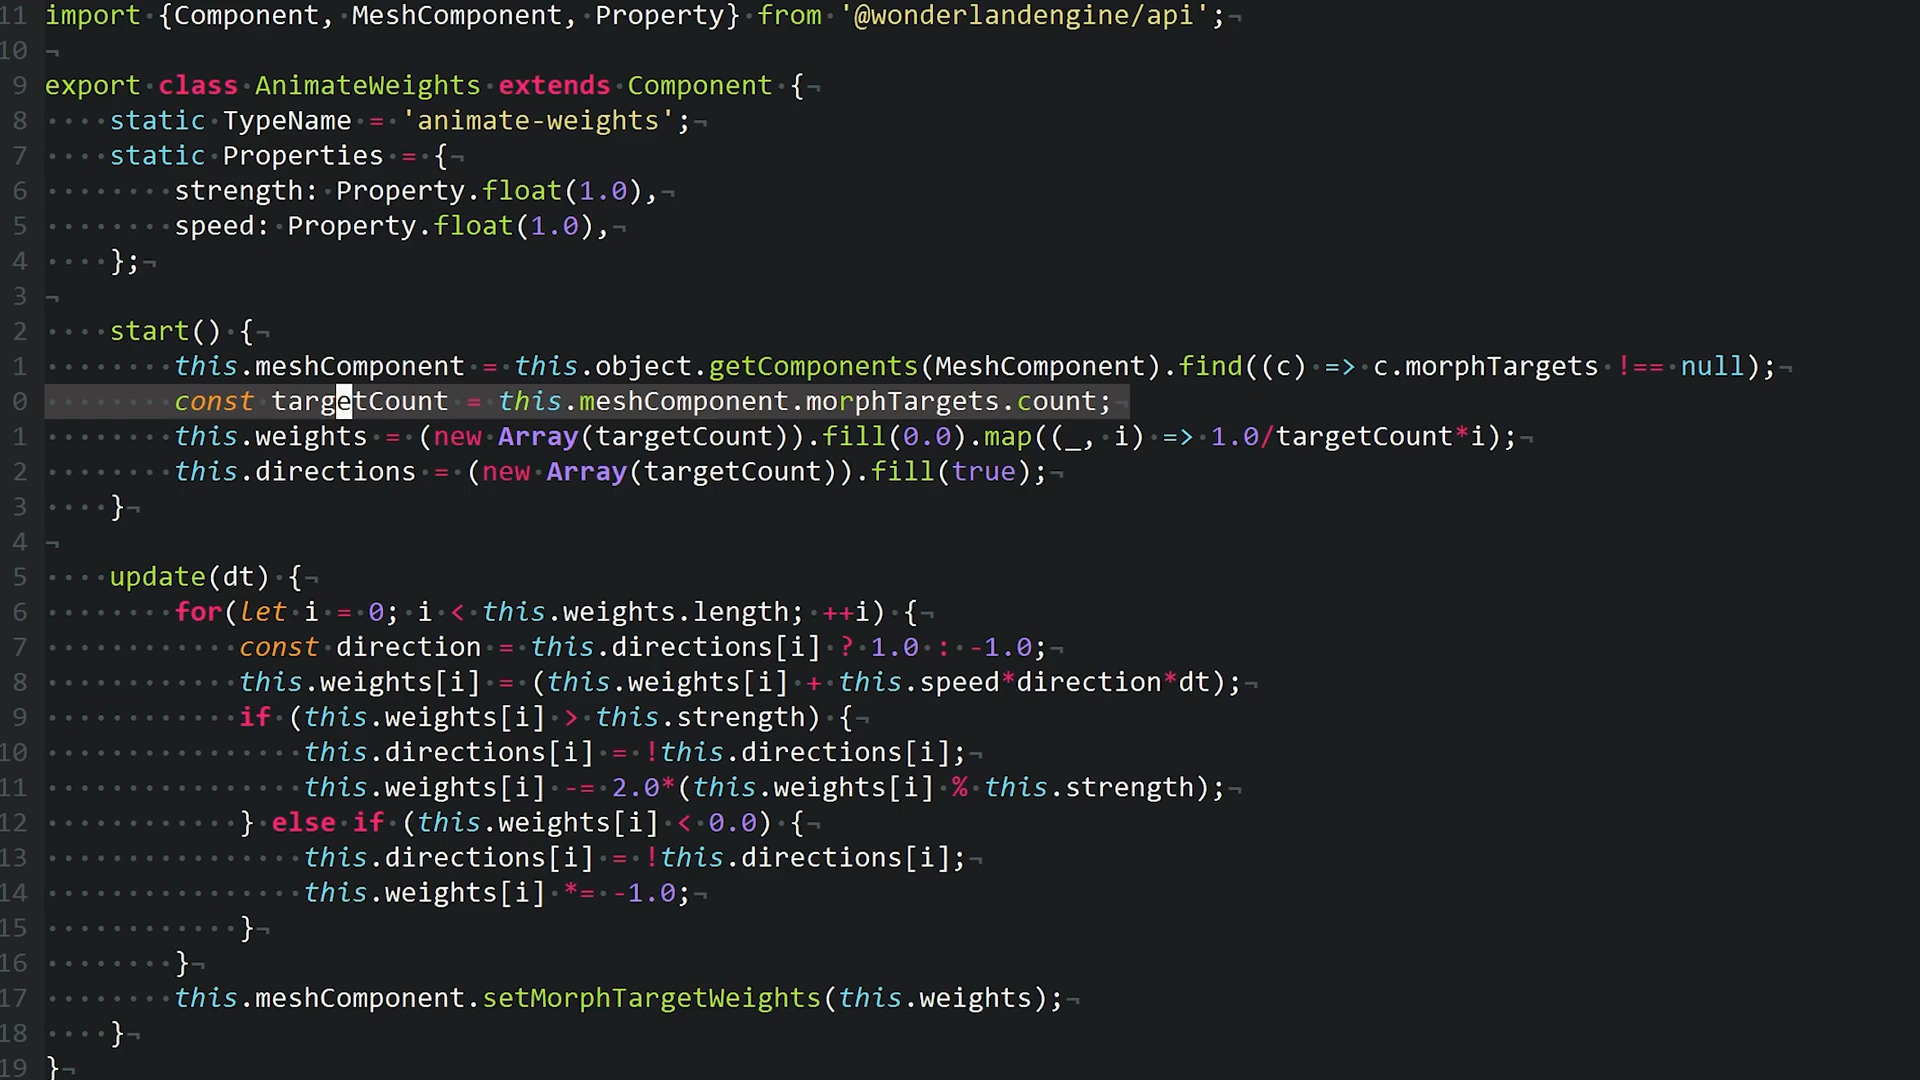 11 import {Component, MeshComponent, Property} from '@wonderlandengine/api';¬
10 ¬
9 export·class·AnimateWeights·extends·Component·{¬
8 ····static·TypeName·=·'animate-weights';¬
7 ····static·Properties·=·{¬
6 ········strength:·Property.float(1.0),¬
5 ········speed:·Property.float(1.0),¬
4 ····};¬
3 ¬
2 ····start()·{¬
1 ········this.meshComponent·=·this.object.getComponents(MeshComponent).find((c)·=>·c.morphTargets·!==·null);¬
0 ········const·targetCount·=·this.meshComponent.morphTargets.count;¬
1 ········this.weights·=·(new·Array(targetCount)).fill(0.0).map((_,·i)·=>·1.0/targetCount*i);¬
2 ········this.directions·=·(new·Array(targetCount)).fill(true);¬
3 ····}¬
4 ¬
5 ····update(dt)·{¬
6 ········for(let·i·=·0;·i·<·this.weights.length;·++i)·{¬
7 ············const·direction·=·this.directions[i]·?·1.0·:·-1.0;¬
8 ············this.weights[i]·=·(this.weights[i]·+·this.speed*direction*dt);¬
9 ············if·(this.weights[i]·>·this.strength)·{¬
10 ················this.directions[i]·=·!this.directions[i];¬
11 ················this.weights[i]·-=·2.0*(this.weights[i]·%·this.strength);¬
12 ············}·else·if·(this.weights[i]·<·0.0)·{¬
13 ················this.directions[i]·=·!this.directions[i];¬
14 ················this.weights[i]·*=·-1.0;¬
15 ············}¬
16 ········}¬
17 ········this.meshComponent.setMorphTargetWeights(this.weights);¬
18 ····}¬
19 }¬